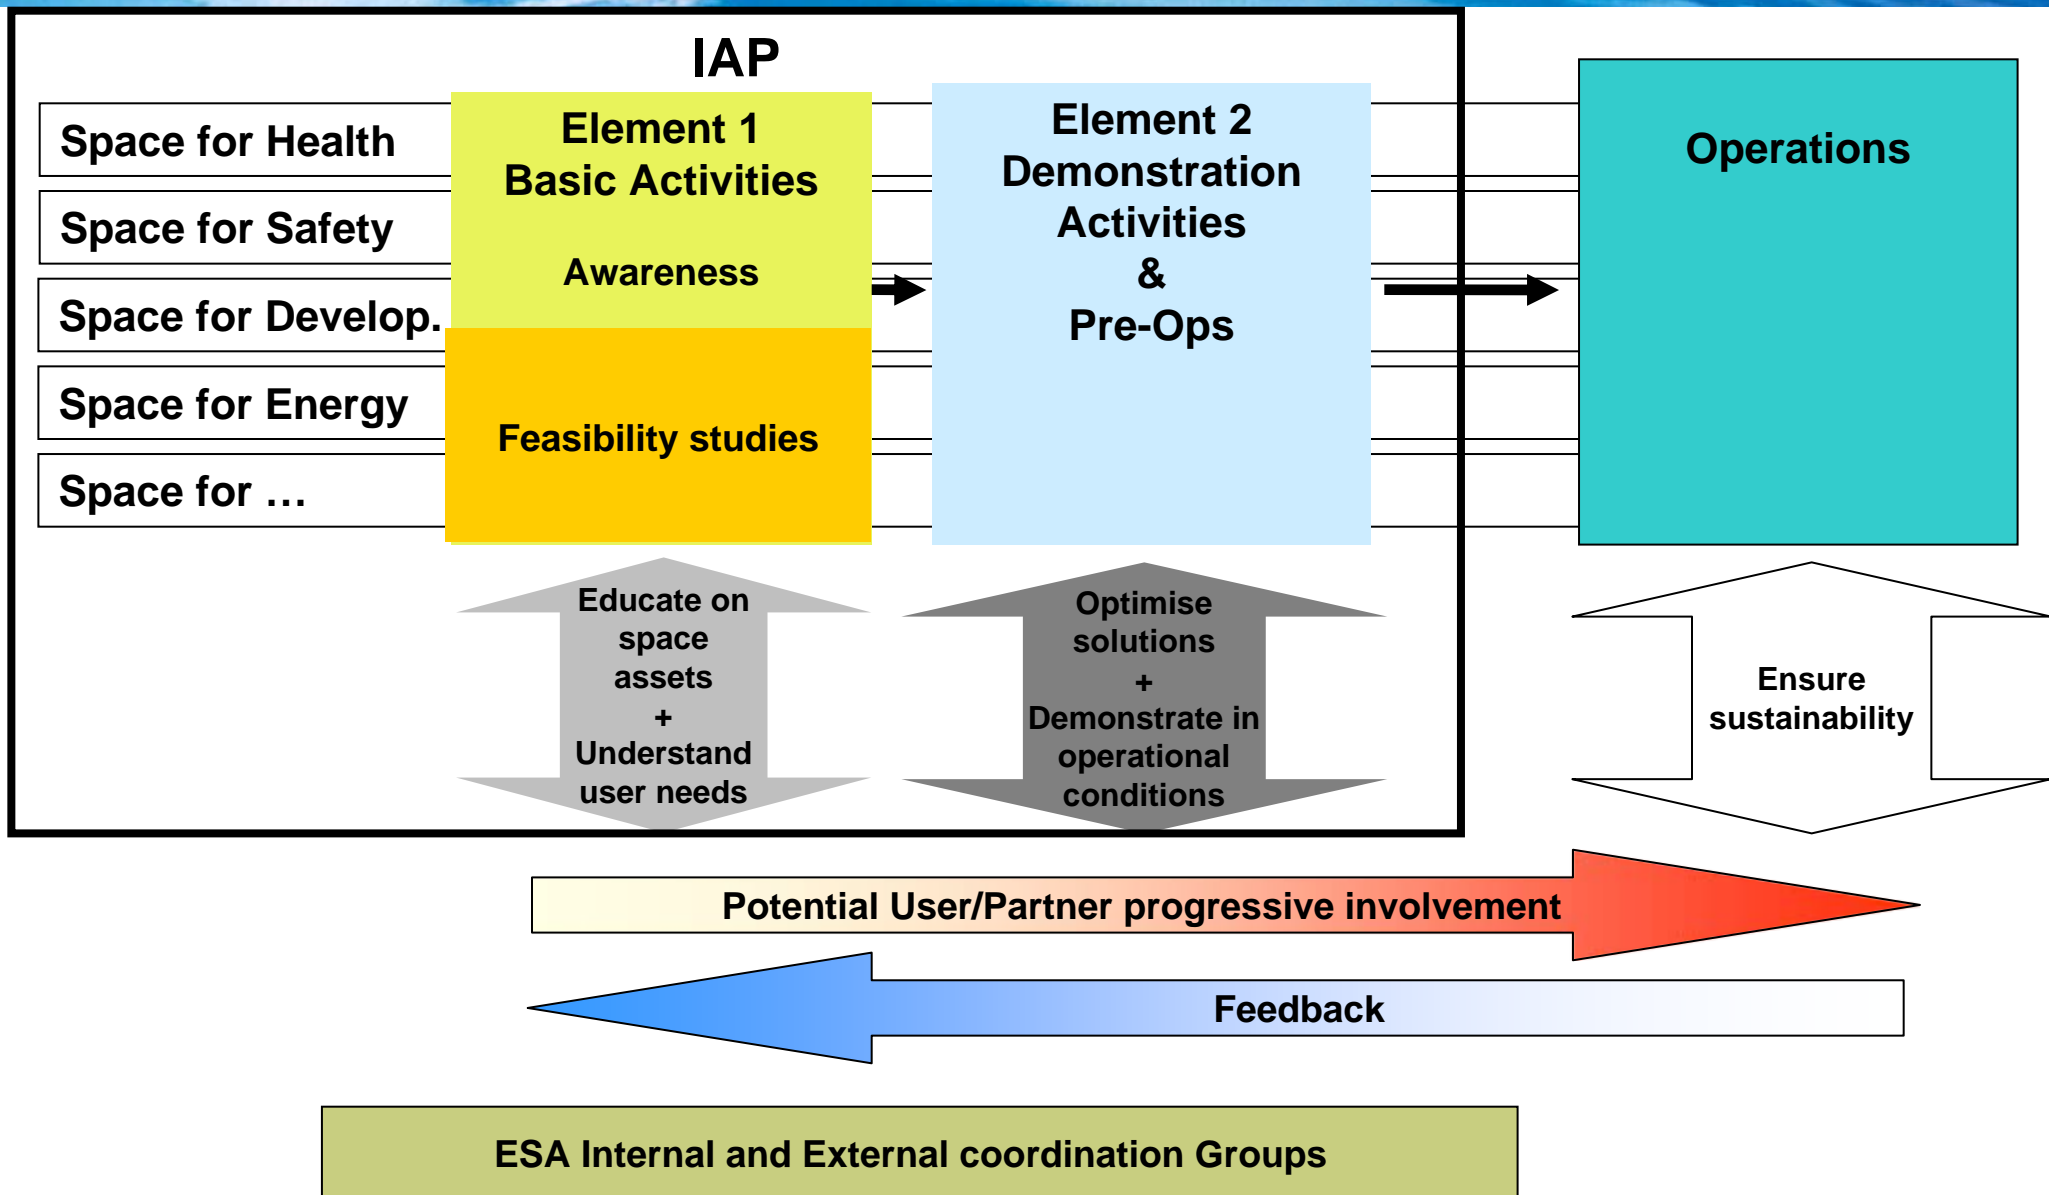 IAP
Space for Health
Space for Safety
Space for Develop.
Space for Energy
Space for …
Element 1
Basic Activities
Awareness
Feasibility studies
Element 2
Demonstration
Activities
&
Pre-Ops
Operations
Educate on
space
assets
+
Understand
user needs
Optimise
solutions
+
Demonstrate in
operational
conditions
Ensure
sustainability
Potential User/Partner progressive involvement
Feedback
ESA Internal and External coordination Groups